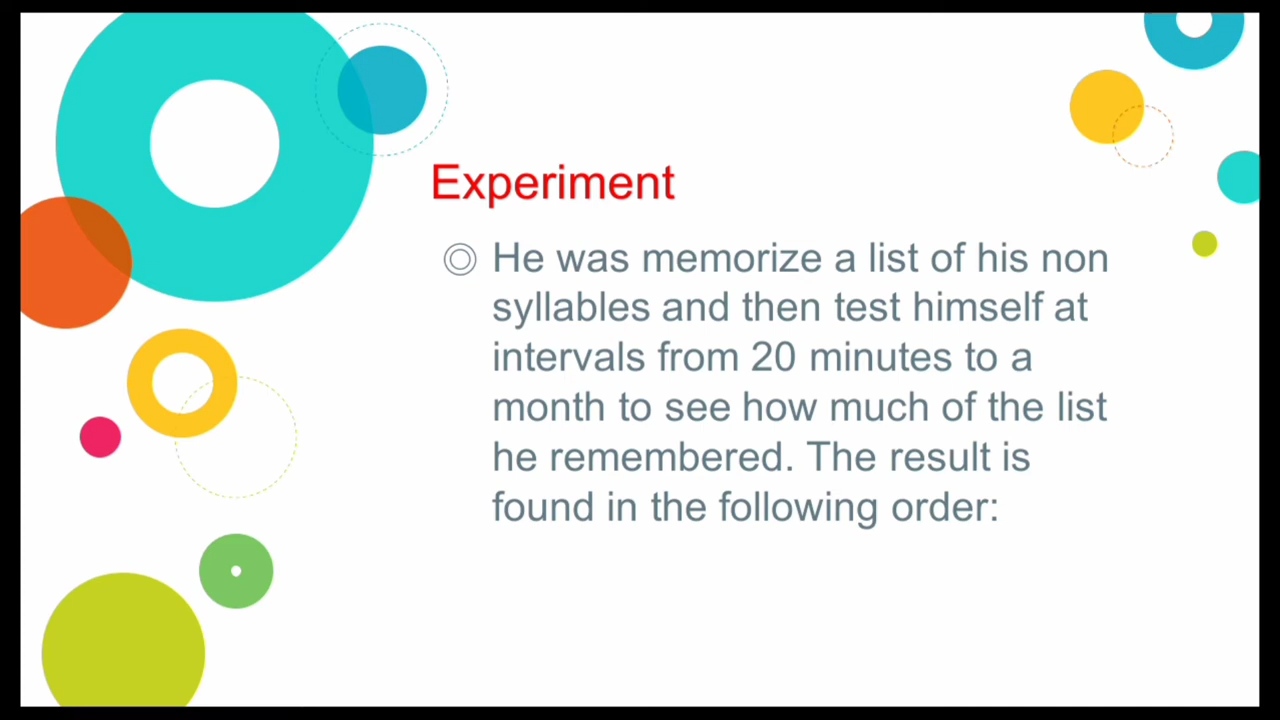 Experiment
He was memorize a list of his non
syllables and then test himself at
intervals from 20 minutes to a
month to see how much of the list
he remembered. The result is
found in the following order: